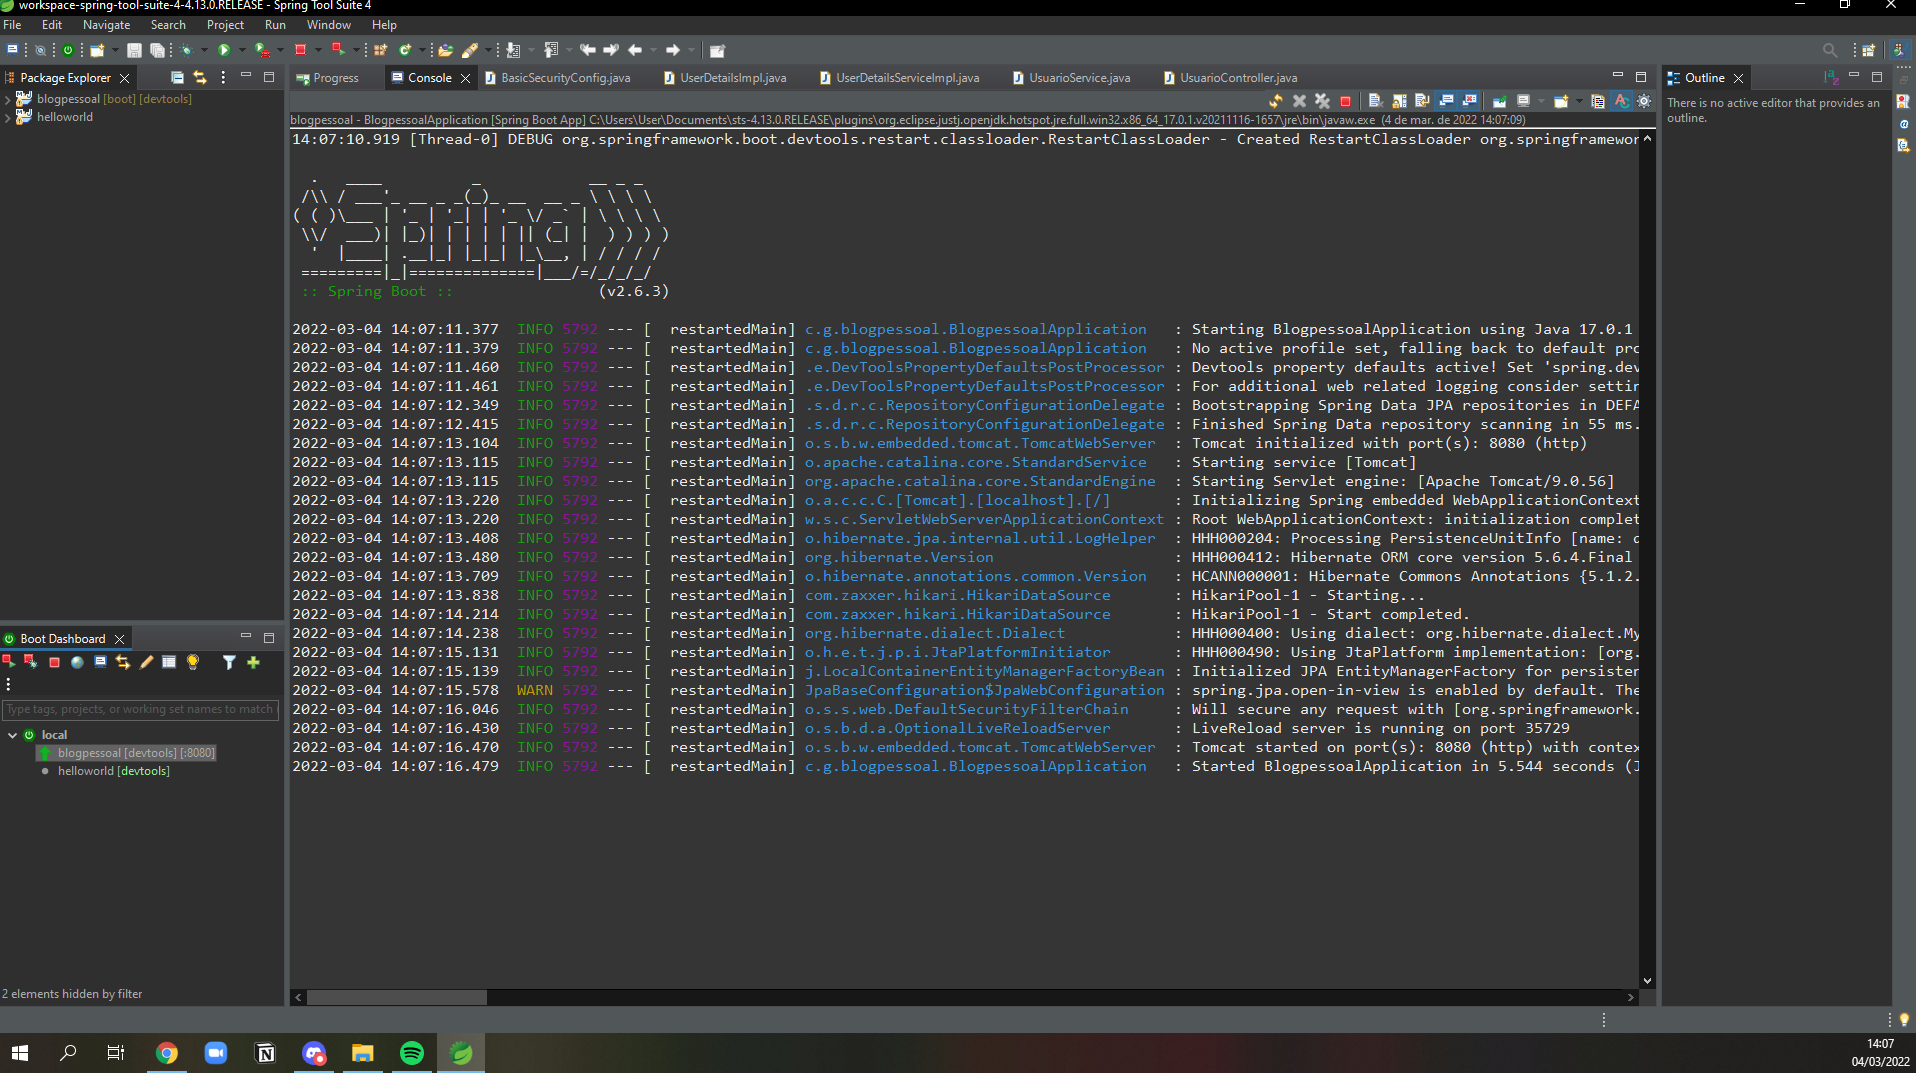 workspace-spring-tool-suite-4-4.13.0.RELEASE - Spring Tool Suite 4
File Edit Navigate Search Project Run Window Help
Package Explorer
blogpessoal [boot] [devtools]
helloworld
Progress Console BasicSecurityConfig.java UserDetailsImpl.java UserDetailsServiceImpl.java UsuarioService.java UsuarioController.java
blogpessoal - BlogpessoalApplication [Spring Boot App] C:\Users\User\Documents\sts-4.13.0.RELEASE\plugins\org.eclipse.justj.openjdk.hotspot.jre.full.win32.x86_64_17.0.1.v20211116-1657\jre\bin\javaw.exe (4 de mar. de 2022 14:07:09)
14:07:10.919 [Thread-0] DEBUG org.springframework.boot.devtools.restart.classloader.RestartClassLoader - Created RestartClassLoader org.springframewor
  .   ____          _            __ _ _
 /\\ / ___'_ __ _ _(_)_ __  __ _ \ \ \ \
( ( )\___ | '_ | '_| | '_ \/ _` | \ \ \ \
 \\/  ___)| |_)| | | | | || (_| |  ) ) ) )
  '  |____| .__|_| |_|_| |_\__, | / / / /
 =========|_|==============|___/=/_/_/_/
:: Spring Boot :: (v2.6.3)
2022-03-04 14:07:11.377 INFO 5792 --- [ restartedMain] c.g.blogpessoal.BlogpessoalApplication : Starting BlogpessoalApplication using Java 17.0.1
2022-03-04 14:07:11.379 INFO 5792 --- [ restartedMain] c.g.blogpessoal.BlogpessoalApplication : No active profile set, falling back to default pro
2022-03-04 14:07:11.460 INFO 5792 --- [ restartedMain] .e.DevToolsPropertyDefaultsPostProcessor : Devtools property defaults active! Set 'spring.dev
2022-03-04 14:07:11.461 INFO 5792 --- [ restartedMain] .e.DevToolsPropertyDefaultsPostProcessor : For additional web related logging consider settin
2022-03-04 14:07:12.349 INFO 5792 --- [ restartedMain] .s.d.r.c.RepositoryConfigurationDelegate : Bootstrapping Spring Data JPA repositories in DEFA
2022-03-04 14:07:12.415 INFO 5792 --- [ restartedMain] .s.d.r.c.RepositoryConfigurationDelegate : Finished Spring Data repository scanning in 55 ms.
2022-03-04 14:07:13.104 INFO 5792 --- [ restartedMain] o.s.b.w.embedded.tomcat.TomcatWebServer : Tomcat initialized with port(s): 8080 (http)
2022-03-04 14:07:13.115 INFO 5792 --- [ restartedMain] o.apache.catalina.core.StandardService : Starting service [Tomcat]
2022-03-04 14:07:13.115 INFO 5792 --- [ restartedMain] org.apache.catalina.core.StandardEngine : Starting Servlet engine: [Apache Tomcat/9.0.56]
2022-03-04 14:07:13.220 INFO 5792 --- [ restartedMain] o.a.c.c.C.[Tomcat].[localhost].[/] : Initializing Spring embedded WebApplicationContext
2022-03-04 14:07:13.220 INFO 5792 --- [ restartedMain] w.s.c.ServletWebServerApplicationContext : Root WebApplicationContext: initialization complet
2022-03-04 14:07:13.408 INFO 5792 --- [ restartedMain] o.hibernate.jpa.internal.util.LogHelper : HHH000204: Processing PersistenceUnitInfo [name: d
2022-03-04 14:07:13.480 INFO 5792 --- [ restartedMain] org.hibernate.Version : HHH000412: Hibernate ORM core version 5.6.4.Final
2022-03-04 14:07:13.709 INFO 5792 --- [ restartedMain] o.hibernate.annotations.common.Version : HCANN000001: Hibernate Commons Annotations {5.1.2.
2022-03-04 14:07:13.838 INFO 5792 --- [ restartedMain] com.zaxxer.hikari.HikariDataSource : HikariPool-1 - Starting...
2022-03-04 14:07:14.214 INFO 5792 --- [ restartedMain] com.zaxxer.hikari.HikariDataSource : HikariPool-1 - Start completed.
2022-03-04 14:07:14.238 INFO 5792 --- [ restartedMain] org.hibernate.dialect.Dialect : HHH000400: Using dialect: org.hibernate.dialect.My
2022-03-04 14:07:15.131 INFO 5792 --- [ restartedMain] o.h.e.t.j.p.i.JtaPlatformInitiator : HHH000490: Using JtaPlatform implementation: [org.
2022-03-04 14:07:15.139 INFO 5792 --- [ restartedMain] j.LocalContainerEntityManagerFactoryBean : Initialized JPA EntityManagerFactory for persisten
2022-03-04 14:07:15.578 WARN 5792 --- [ restartedMain] JpaBaseConfiguration$JpaWebConfiguration : spring.jpa.open-in-view is enabled by default. The
2022-03-04 14:07:16.046 INFO 5792 --- [ restartedMain] o.s.s.web.DefaultSecurityFilterChain : Will secure any request with [org.springframework.
2022-03-04 14:07:16.430 INFO 5792 --- [ restartedMain] o.s.b.d.a.OptionalLiveReloadServer : LiveReload server is running on port 35729
2022-03-04 14:07:16.470 INFO 5792 --- [ restartedMain] o.s.b.w.embedded.tomcat.TomcatWebServer : Tomcat started on port(s): 8080 (http) with contex
2022-03-04 14:07:16.479 INFO 5792 --- [ restartedMain] c.g.blogpessoal.BlogpessoalApplication : Started BlogpessoalApplication in 5.544 seconds (J
Outline
There is no active editor that provides an
outline.
Boot Dashboard
Type tags, projects, or working set names to match (
local
blogpessoal [devtools] [:8080]
helloworld [devtools]
2 elements hidden by filter
14:07
04/03/2022